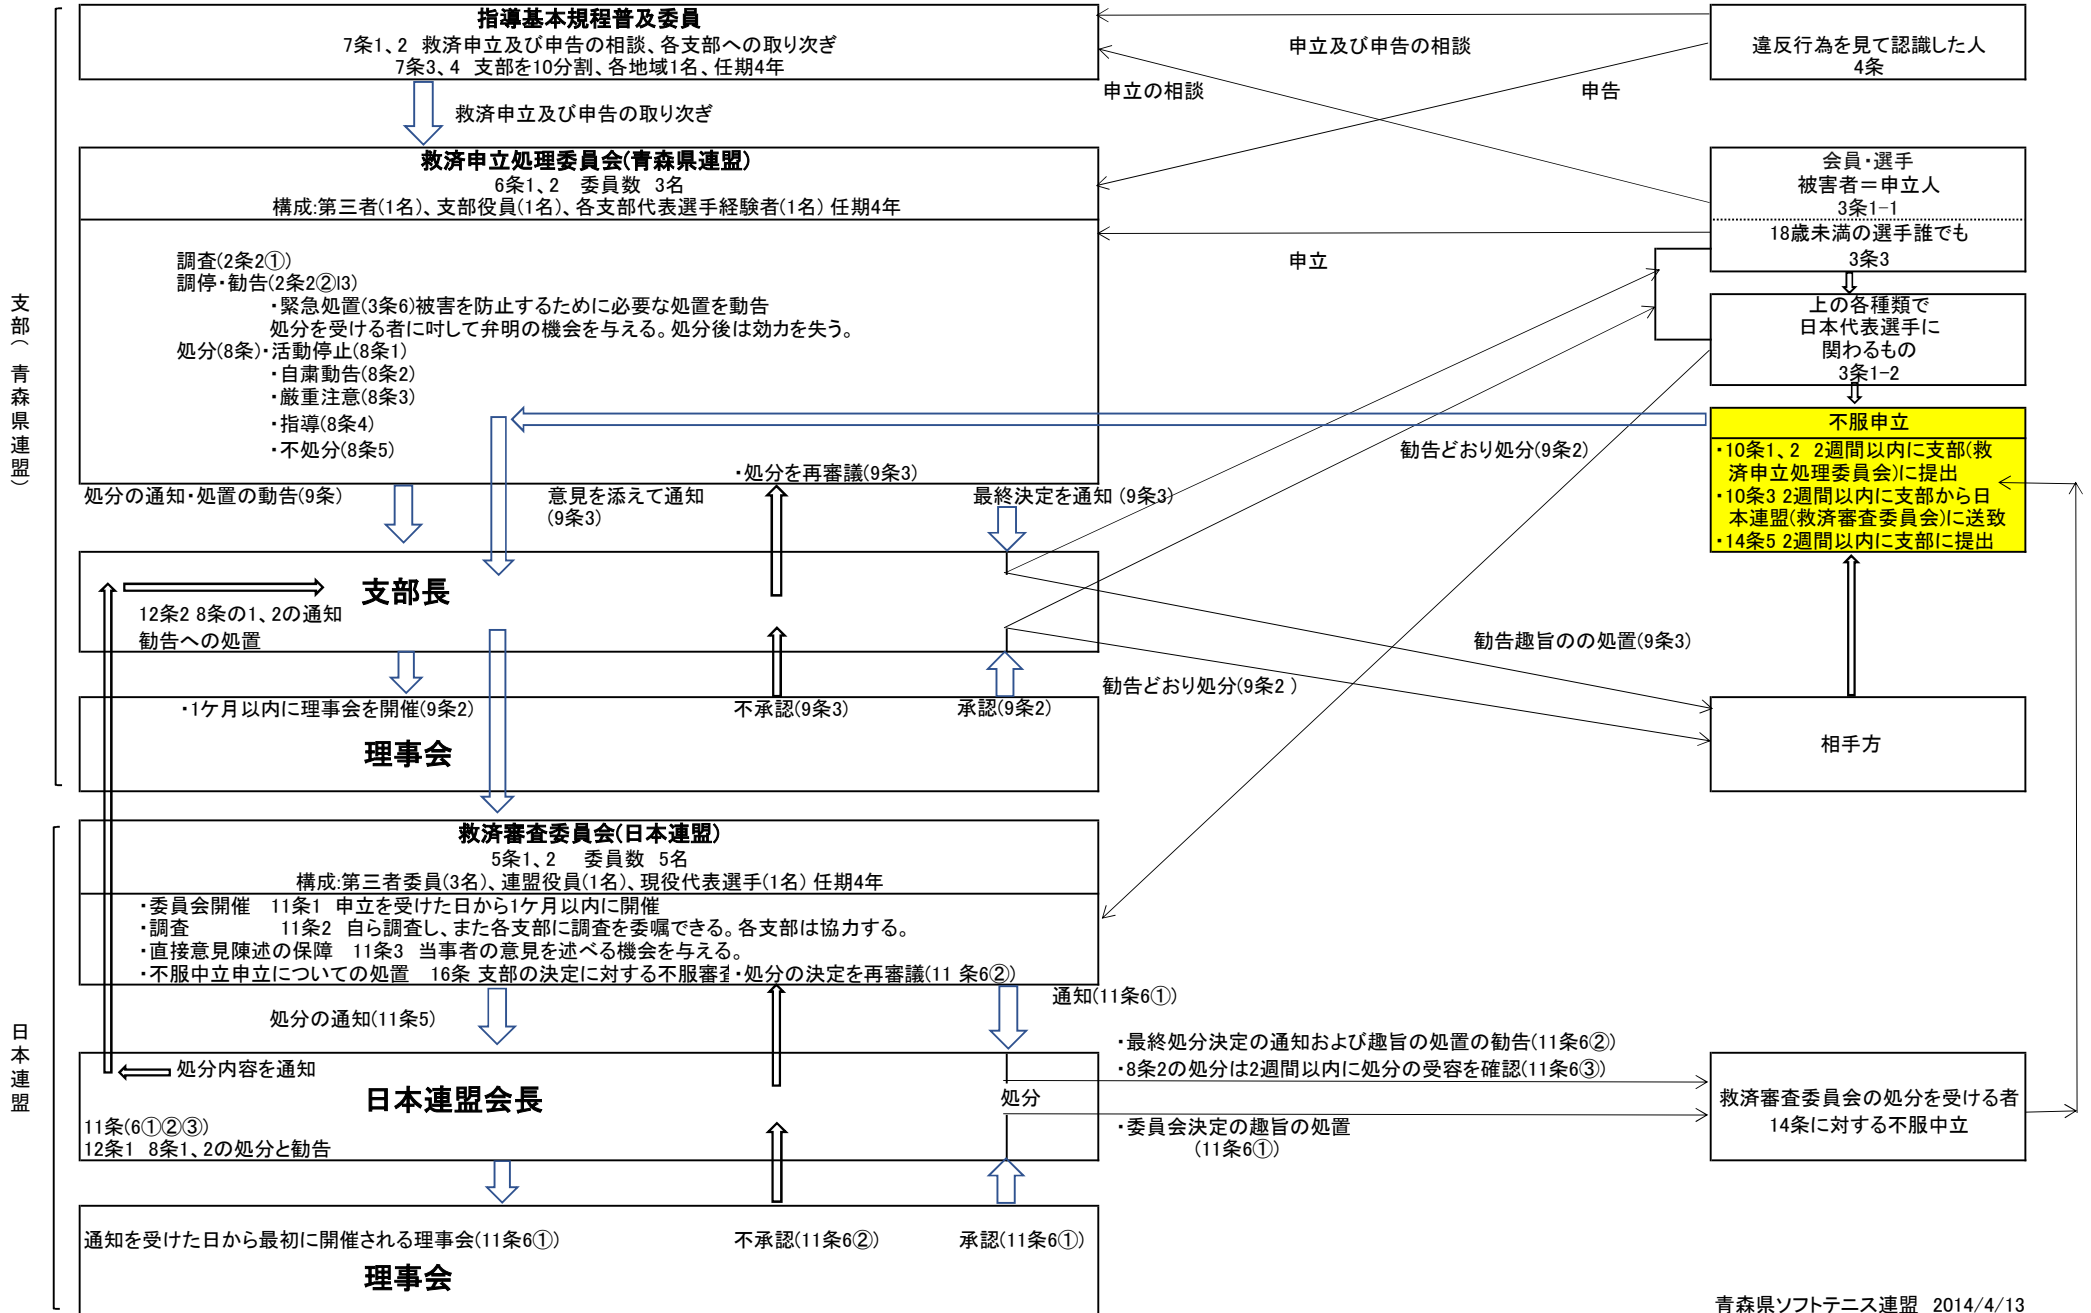 指導基本規程普及委員
7条1、2 救済申立及び申告の相談、各支部への取り次ぎ
7条3、4 支部を10分割、各地域1名、任期4年
申立及び申告の相談
違反行為を見て認識した人
4条
申立の相談
申告
救済申立及び申告の取り次ぎ
救済申立処理委員会(青森県連盟)
6条1、2 委員数 3名
構成:第三者(1名)、支部役員(1名)、各支部代表選手経験者(1名) 任期4年
会員・選手
被害者=申立人
3条1-1
18歳未満の選手誰でも
3条3
申立
調査(2条2①)
調停・勧告(2条2②l3)
・緊急処置(3条6)被害を防止するために必要な処置を動告
処分を受ける者に吋して弁明の機会を与える。処分後は効力を失う。
処分(8条)・活動停止(8条1)
・自粛動告(8条2)
・厳重注意(8条3)
・指導(8条4)
・不処分(8条5)
・処分を再審議(9条3)
上の各種類で
日本代表選手に
関わるもの
3条1-2
不服申立
・10条1、2 2週間以内に支部(救
済申立処理委員会)に提出
・10条3 2週間以内に支部から日
本連盟(救済審査委員会)に送致
・14条5 2週間以内に支部に提出
支部(青森県連盟)
勧告どおり処分(9条2)
処分の通知・処置の動告(9条)
意見を添えて通知
(9条3)
最終決定を通知 (9条3)
支部長
12条2 8条の1、2の通知
勧告への処置
勧告趣旨のの処置(9条3)
勧告どおり処分(9条2 )
・1ケ月以内に理事会を開催(9条2)
不承認(9条3)
承認(9条2)
理事会
相手方
救済審査委員会(日本連盟)
5条1、2 委員数 5名
構成:第三者委員(3名)、連盟役員(1名)、現役代表選手(1名) 任期4年
・委員会開催 11条1 申立を受けた日から1ケ月以内に開催
・調査 11条2 自ら調査し、また各支部に調査を委嘱できる。各支部は協力する。
・直接意見陳述の保障 11条3 当事者の意見を述べる機会を与える。
・不服中立申立についての処置 16条 支部の決定に対する不服審査
・処分の決定を再審議(11 条6②)
日本連盟
処分の通知(11条5)
通知(11条6①)
・最終処分決定の通知および趣旨の処置の勧告(11条6②)
・8条2の処分は2週間以内に処分の受容を確認(11条6③)
処分内容を通知
日本連盟会長
処分
11条(6①②③)
12条1 8条1、2の処分と勧告
・委員会決定の趣旨の処置
(11条6①)
救済審査委員会の処分を受ける者
14条に対する不服中立
通知を受けた日から最初に開催される理事会(11条6①)
不承認(11条6②)
承認(11条6①)
理事会
青森県ソフトテニス連盟 2014/4/13